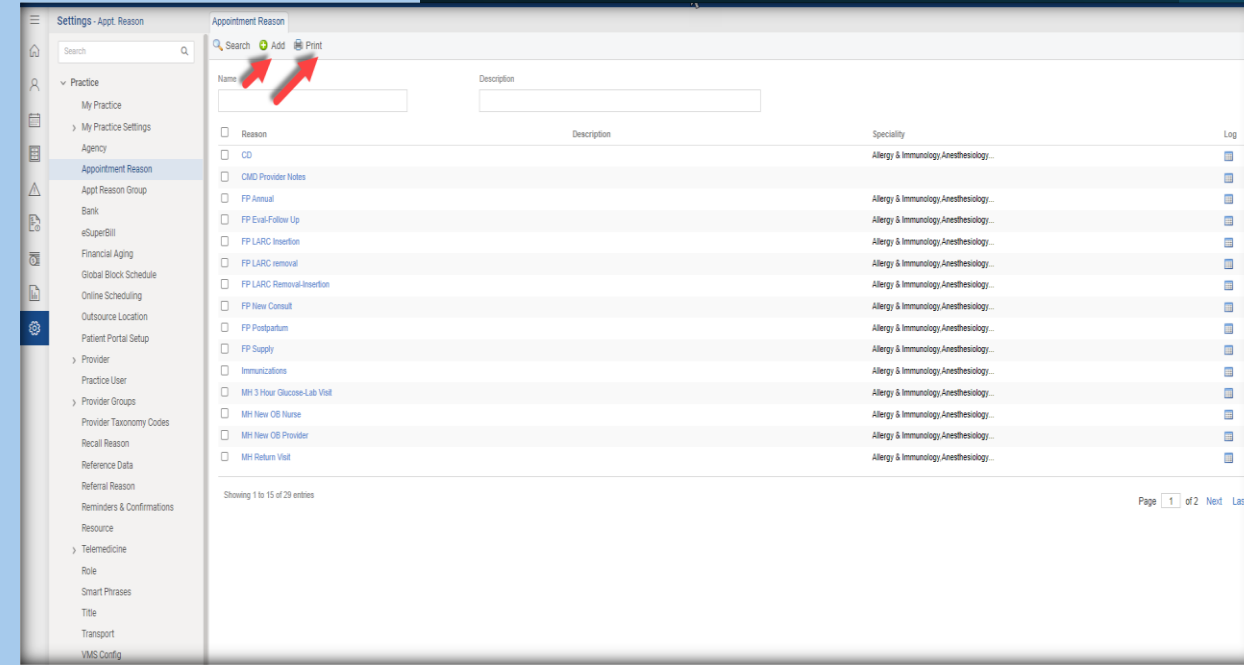 Settings - Appt. Reason
Search
Practice
My Practice
My Practice Settings
Agency
Appointment Reason
Appt Reason Group
Bank
eSuperBill
Financial Aging
Global Block Schedule
Online Scheduling
Outsource Location
Patient Portal Setup
Provider
Practice User
Provider Groups
Provider Taxonomy Codes
Recall Reason
Reference Data
Referral Reason
Reminders & Confirmations
Resource
Telemedicine
Role
Smart Phrases
Title
Transport
VMS Config
Appointment Reason
Search Add Print
Name Description
Reason Description Speciality Log
CD Allergy & Immunology,Anesthesiology...
CMD Provider Notes
FP Annual Allergy & Immunology,Anesthesiology...
FP Eval-Follow Up Allergy & Immunology,Anesthesiology...
FP LARC Insertion Allergy & Immunology,Anesthesiology...
FP LARC removal Allergy & Immunology,Anesthesiology...
FP LARC Removal-Insertion Allergy & Immunology,Anesthesiology...
FP New Consult Allergy & Immunology,Anesthesiology...
FP Postpartum Allergy & Immunology,Anesthesiology...
FP Supply Allergy & Immunology,Anesthesiology...
Immunizations Allergy & Immunology,Anesthesiology...
MH 3 Hour Glucose-Lab Visit Allergy & Immunology,Anesthesiology...
MH New OB Nurse Allergy & Immunology,Anesthesiology...
MH New OB Provider Allergy & Immunology,Anesthesiology...
MH Return Visit Allergy & Immunology,Anesthesiology...
Showing 1 to 15 of 29 entries
Page 1 of 2 Next Las